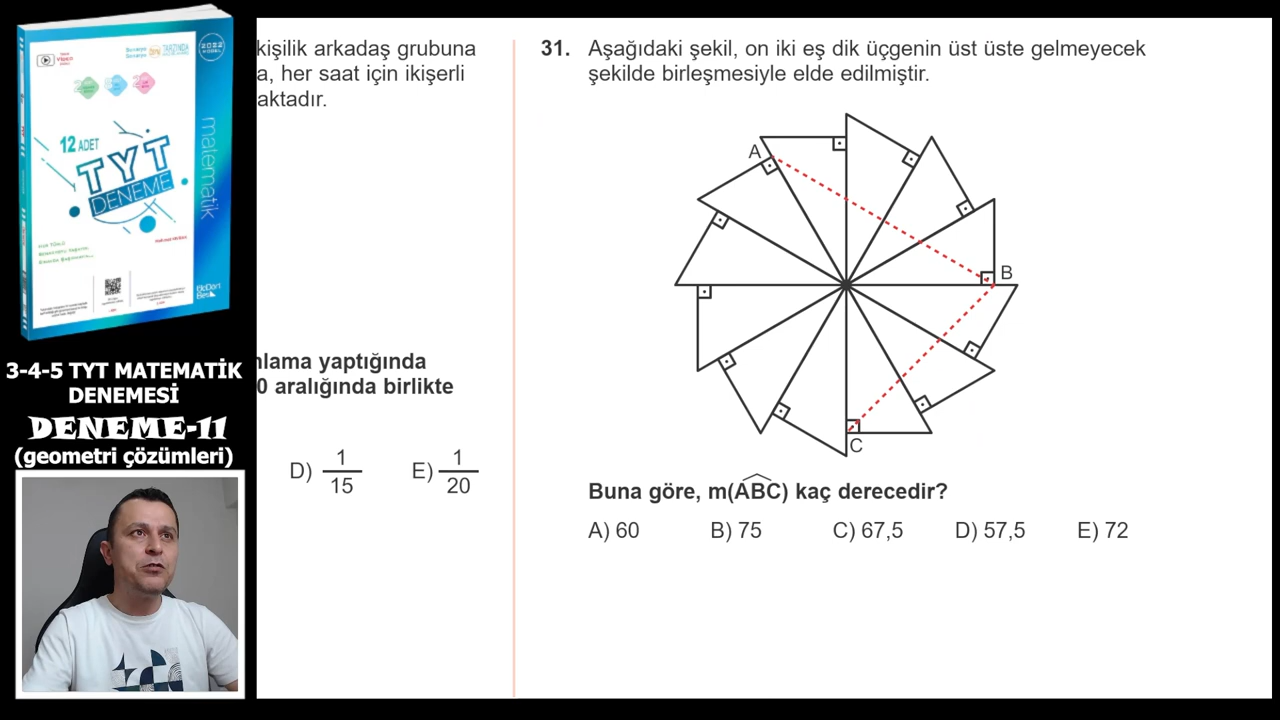 2022
MODEL
12 ADET
TYT
DENEME
matematik
3-4-5 TYT MATEMATİK
DENEMESİ
DENEME-11
(geometri çözümleri)
kişilik arkadaş grubuna
a, her saat için ikişerli
aktadır.
nlama yaptığında
0 aralığında birlikte
D) 1/15 E) 1/20
31. Aşağıdaki şekil, on iki eş dik üçgenin üst üste gelmeyecek
şekilde birleşmesiyle elde edilmiştir.
A
B
C
Buna göre, m(ABC) kaç derecedir?
A) 60 B) 75 C) 67,5 D) 57,5 E) 72